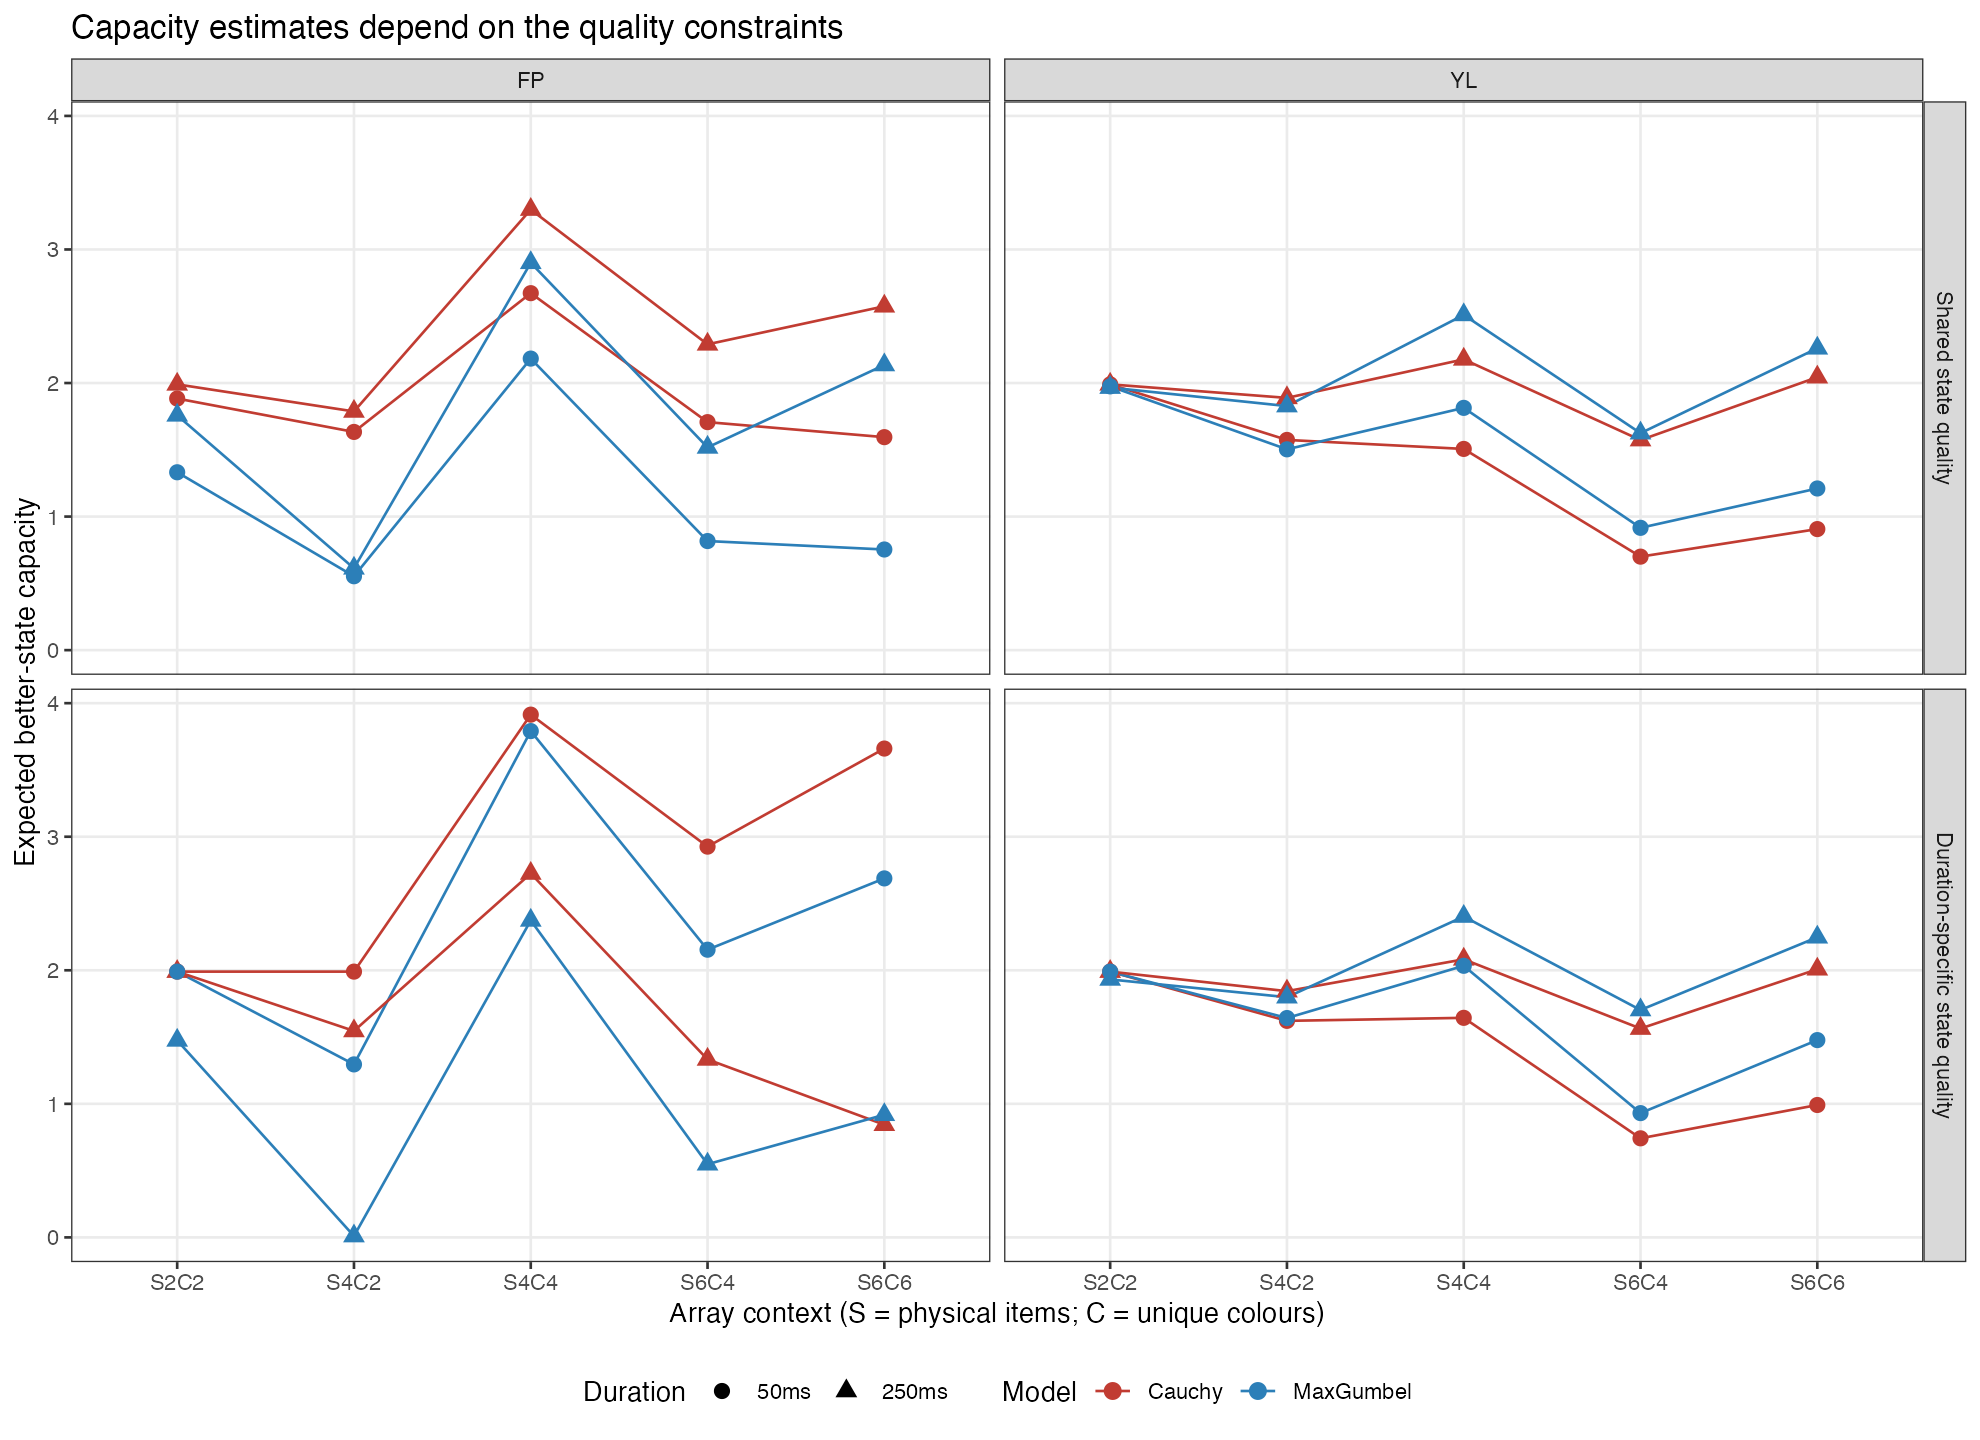 Capacity estimates depend on the quality constraints
FP
YL
4
3
2
1
0
Shared state quality
Expected better-state capacity
4
3
2
1
0
Duration-specific state quality
S2C2 S4C2 S4C4 S6C4 S6C6
S2C2 S4C2 S4C4 S6C4 S6C6
Array context (S = physical items; C = unique colours)
Duration 50ms 250ms Model Cauchy MaxGumbel